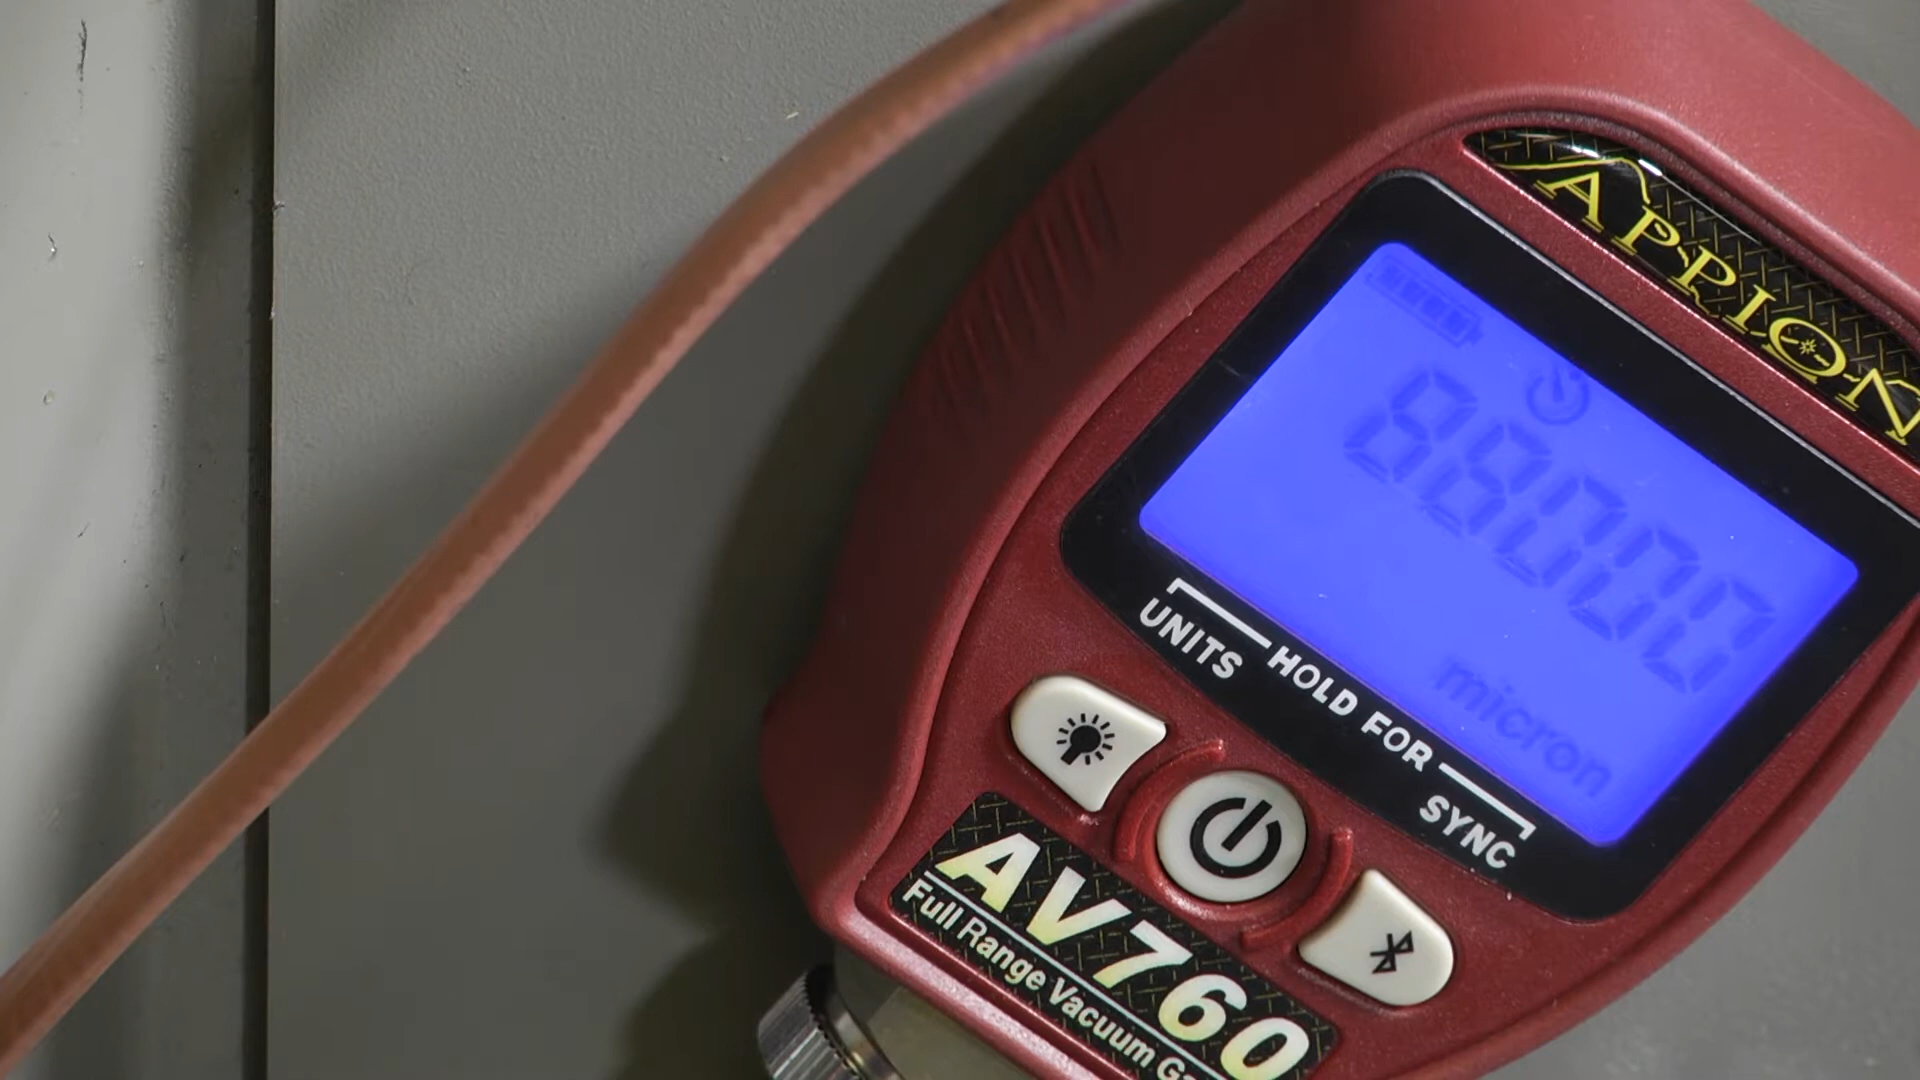 APPION
88000
micron
UNITS HOLD FOR SYNC
AV760
Full Range Vacuum